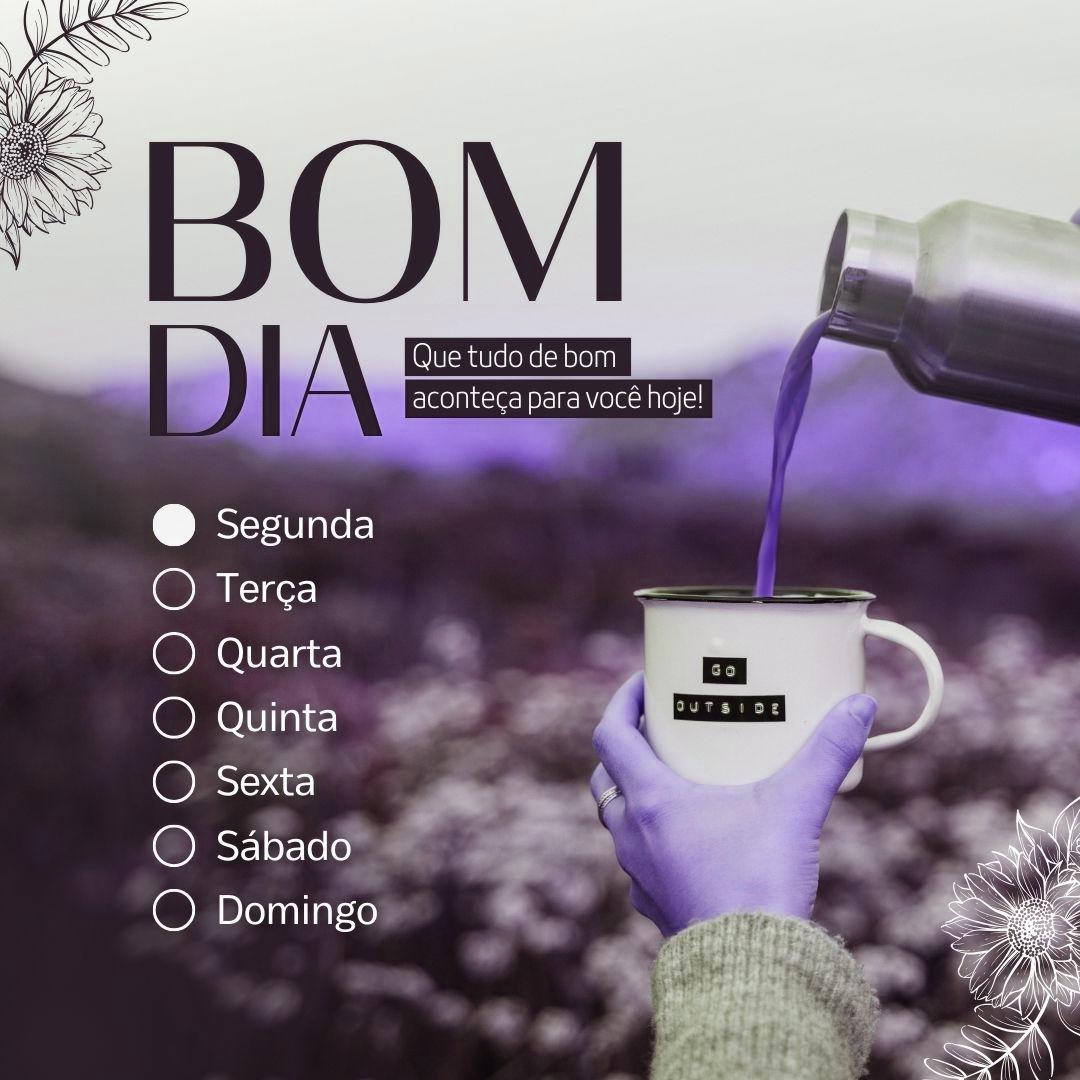 BOM
DIA
Que tudo de bom
aconteça para você hoje!
Segunda
Terça
Quarta
Quinta
Sexta
Sábado
Domingo
GO
OUTSIDE